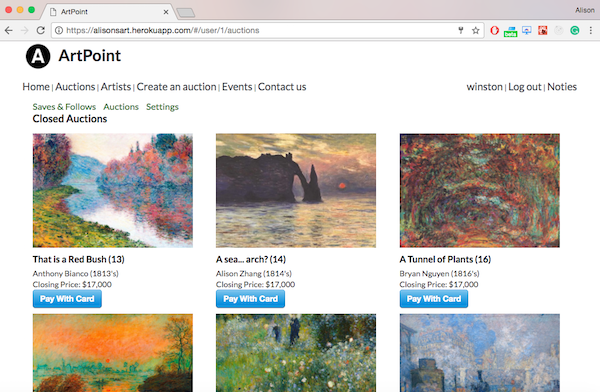 ArtPoint
Alison
https://alisonsart.herokuapp.com/#/user/1/auctions
beta
A ArtPoint
Home | Auctions | Artists | Create an auction | Events | Contact us
winston | Log out | Noties
Saves & Follows Auctions Settings
Closed Auctions
That is a Red Bush (13)
Anthony Bianco (1813's)
Closing Price: $17,000
Pay With Card
A sea... arch? (14)
Alison Zhang (1814's)
Closing Price: $17,000
Pay With Card
A Tunnel of Plants (16)
Bryan Nguyen (1816's)
Closing Price: $17,000
Pay With Card